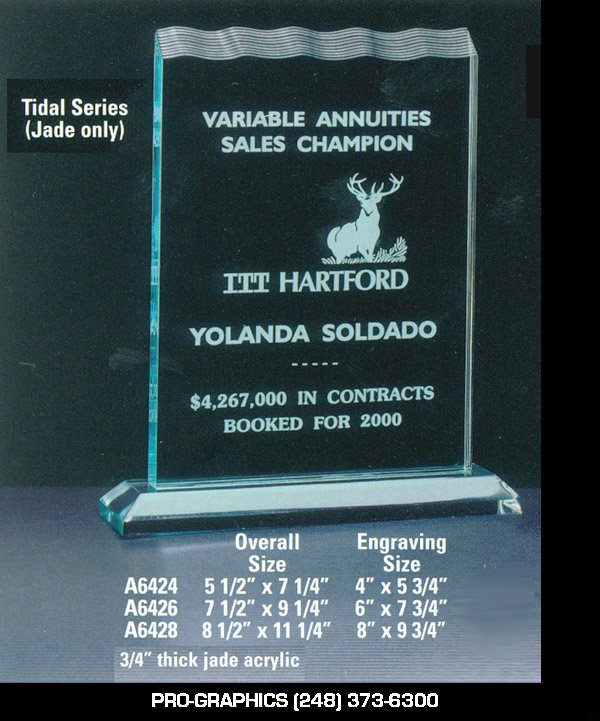 Tidal Series
(Jade only)
VARIABLE ANNUITIES
SALES CHAMPION
ITT HARTFORD
YOLANDA SOLDADO
-----
$4,267,000 IN CONTRACTS
BOOKED FOR 2000
Overall Engraving
Size Size
A6424 5 1/2" x 7 1/4" 4" x 5 3/4"
A6426 7 1/2" x 9 1/4" 6" x 7 3/4"
A6428 8 1/2" x 11 1/4" 8" x 9 3/4"
3/4" thick jade acrylic
PRO-GRAPHICS (248) 373-6300